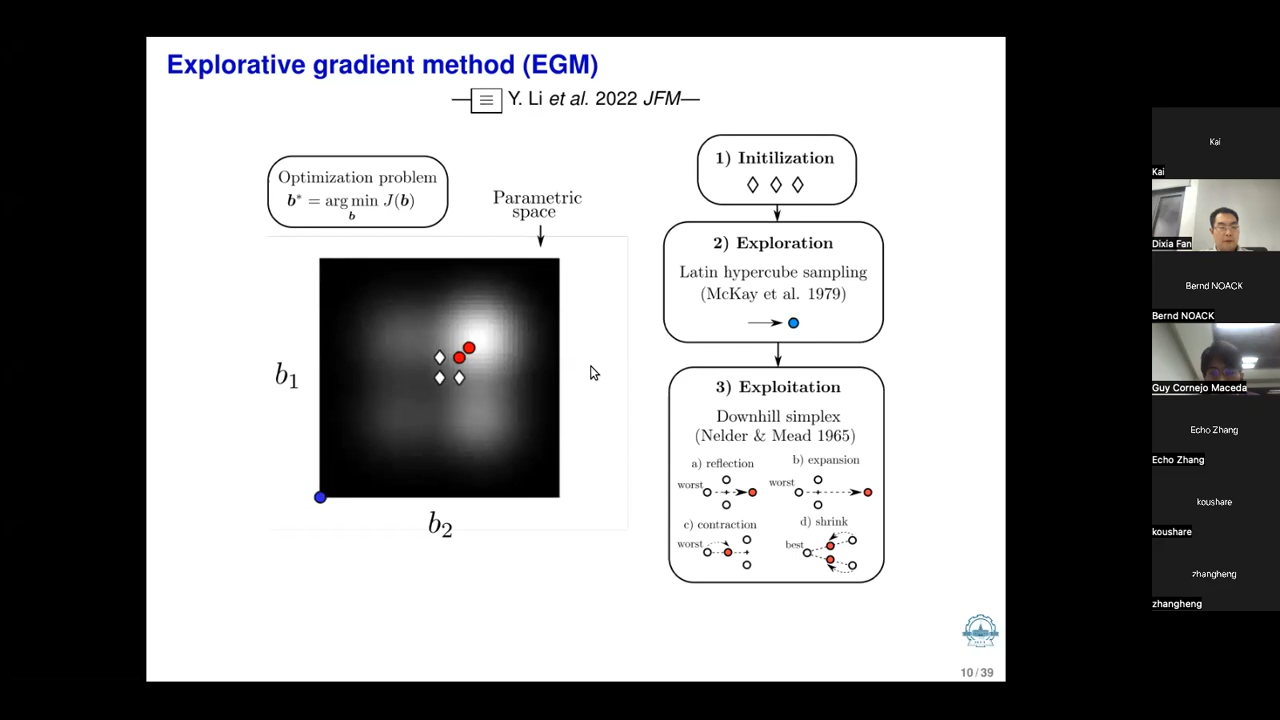 Explorative gradient method (EGM)
Y. Li et al. 2022 JFM
Optimization problem
b* = arg min J(b)
b
Parametric
space
b1
b2
1) Initilization
2) Exploration
Latin hypercube sampling
(McKay et al. 1979)
3) Exploitation
Downhill simplex
(Nelder & Mead 1965)
a) reflection
b) expansion
worst
worst
c) contraction
d) shrink
worst
best
10 / 39
Kai
Kai
Dixia Fan
Bernd NOACK
Bernd NOACK
Guy Cornejo Maceda
Echo Zhang
Echo Zhang
koushare
koushare
zhangheng
zhangheng